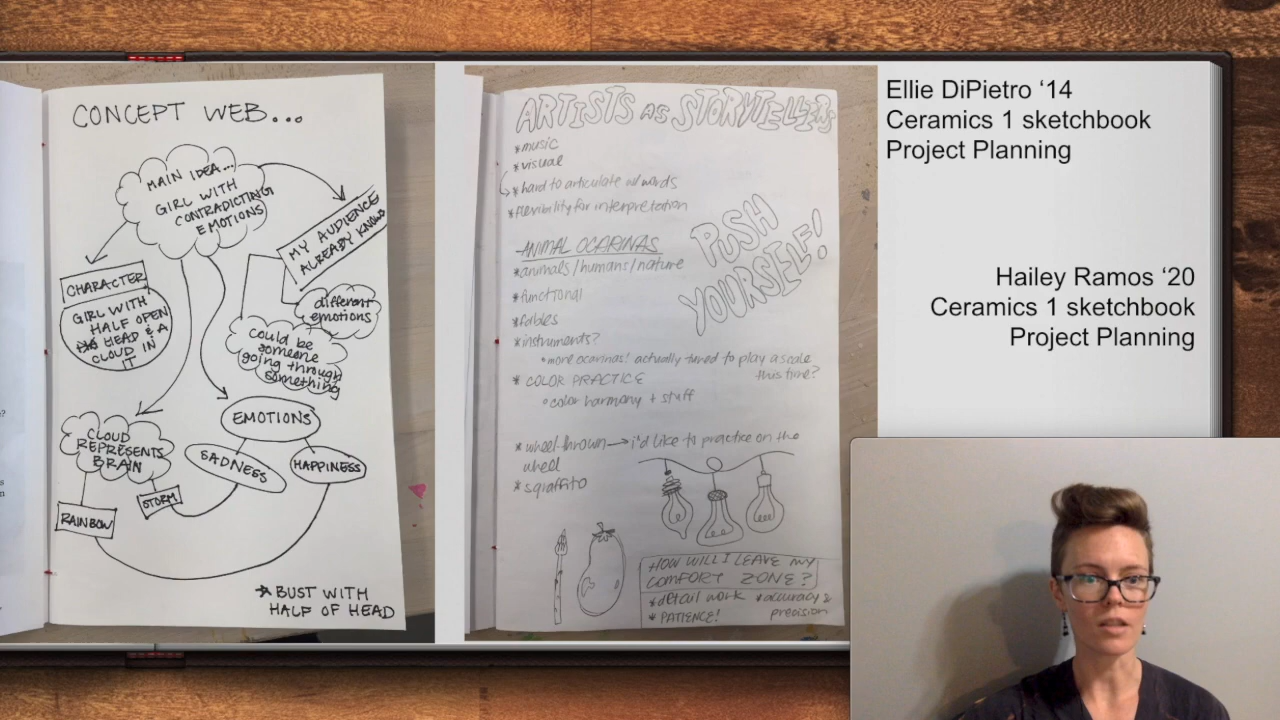 CONCEPT WEB...
MAIN IDEA...
GIRL WITH
CONTRADICTING
EMOTIONS
MY AUDIENCE
ALREADY KNOWS
CHARACTER
GIRL WITH
HALF OPEN
HEAD & A
CLOUD IN
IT
different
emotions
Could be
someone
going through
something
CLOUD
REPRESENTS
BRAIN
EMOTIONS
SADNESS
HAPPINESS
RAINBOW
STORM
BUST WITH
HALF OF HEAD
ARTISTS AS STORYTELLERS
*music
*visual
*hard to articulate w/ words
*flexibility for interpretation
PUSH
YOURSELF!
ANIMAL OCARINAS
*animals/humans/nature
*functional
*fables
*instruments?
•more ocarinas! actually tuned to play a scale
this time?
* COLOR PRACTICE
•color harmony + stuff
*wheel-thrown→i'd like to practice on the
wheel
*sgraffito
HOW WILL I LEAVE MY
COMFORT ZONE?
*detail work *accuracy &
precision
*PATIENCE!
Ellie DiPietro ‘14
Ceramics 1 sketchbook
Project Planning
Hailey Ramos ‘20
Ceramics 1 sketchbook
Project Planning